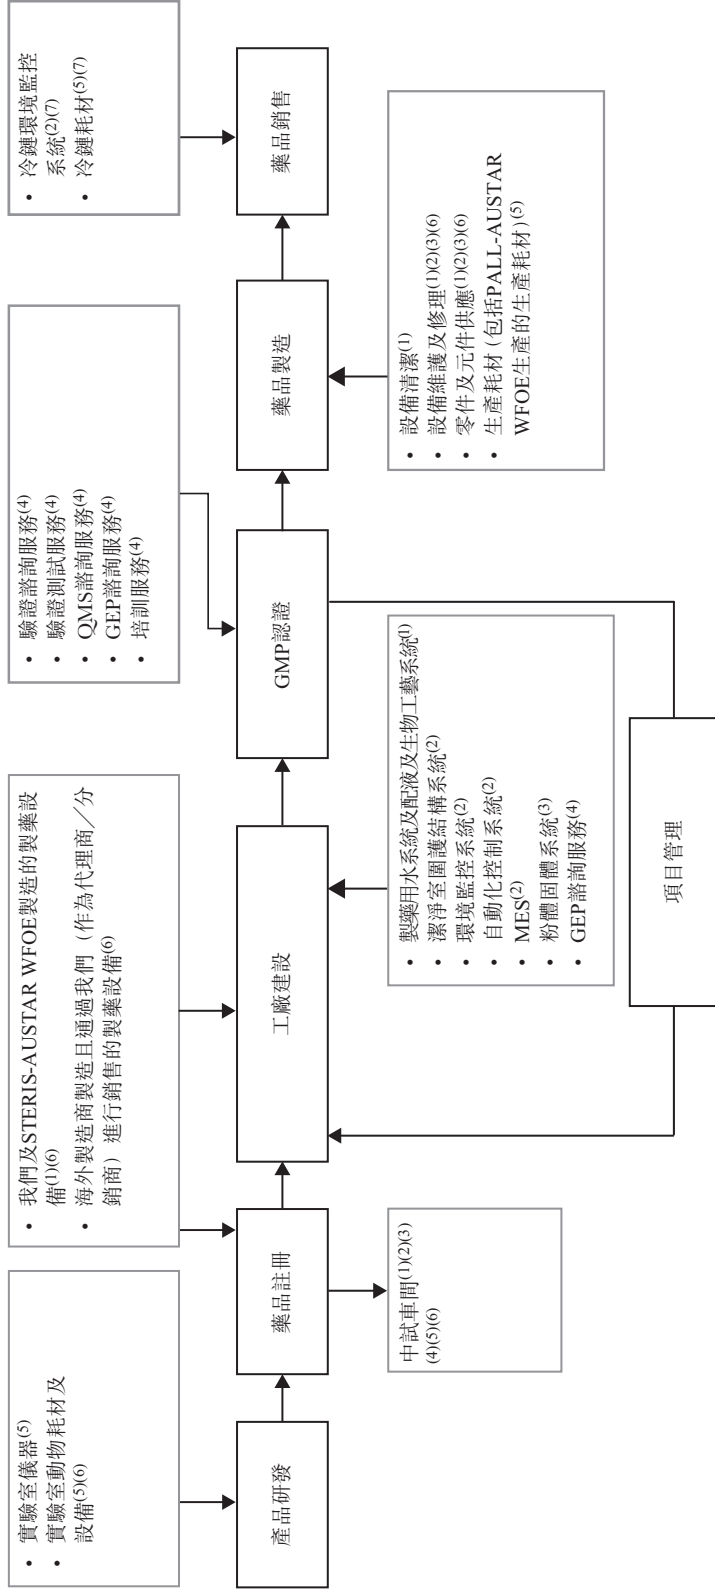 • 實驗室儀器(5)
• 實驗室動物耗材及
設備(5)(6)
• 我們及STERIS-AUSTAR WFOE製造的製藥設
備(1)(6)
• 海外製造商製造且通過我們（作為代理商／分
銷商）進行銷售的製藥設備(6)
• 驗證諮詢服務(4)
• 驗證測試服務(4)
• QMS諮詢服務(4)
• GEP諮詢服務(4)
• 培訓服務(4)
• 冷鏈環境監控
系統(2)(7)
• 冷鏈耗材(5)(7)
產品研發
藥品註冊
工廠建設
GMP認證
藥品製造
藥品銷售
中試車間(1)(2)(3)
(4)(5)(6)
• 製藥用水系統及配液及生物工藝系統(1)
• 潔淨室圍護結構系統(2)
• 環境監控系統(2)
• 自動化控制系統(2)
• MES(2)
• 粉體固體系統(3)
• GEP諮詢服務(4)
• 設備清潔(1)
• 設備維護及修理(1)(2)(3)(6)
• 零件及元件供應(1)(2)(3)(6)
• 生產耗材（包括PALL-AUSTAR
WFOE生產的生產耗材）(5)
項目管理